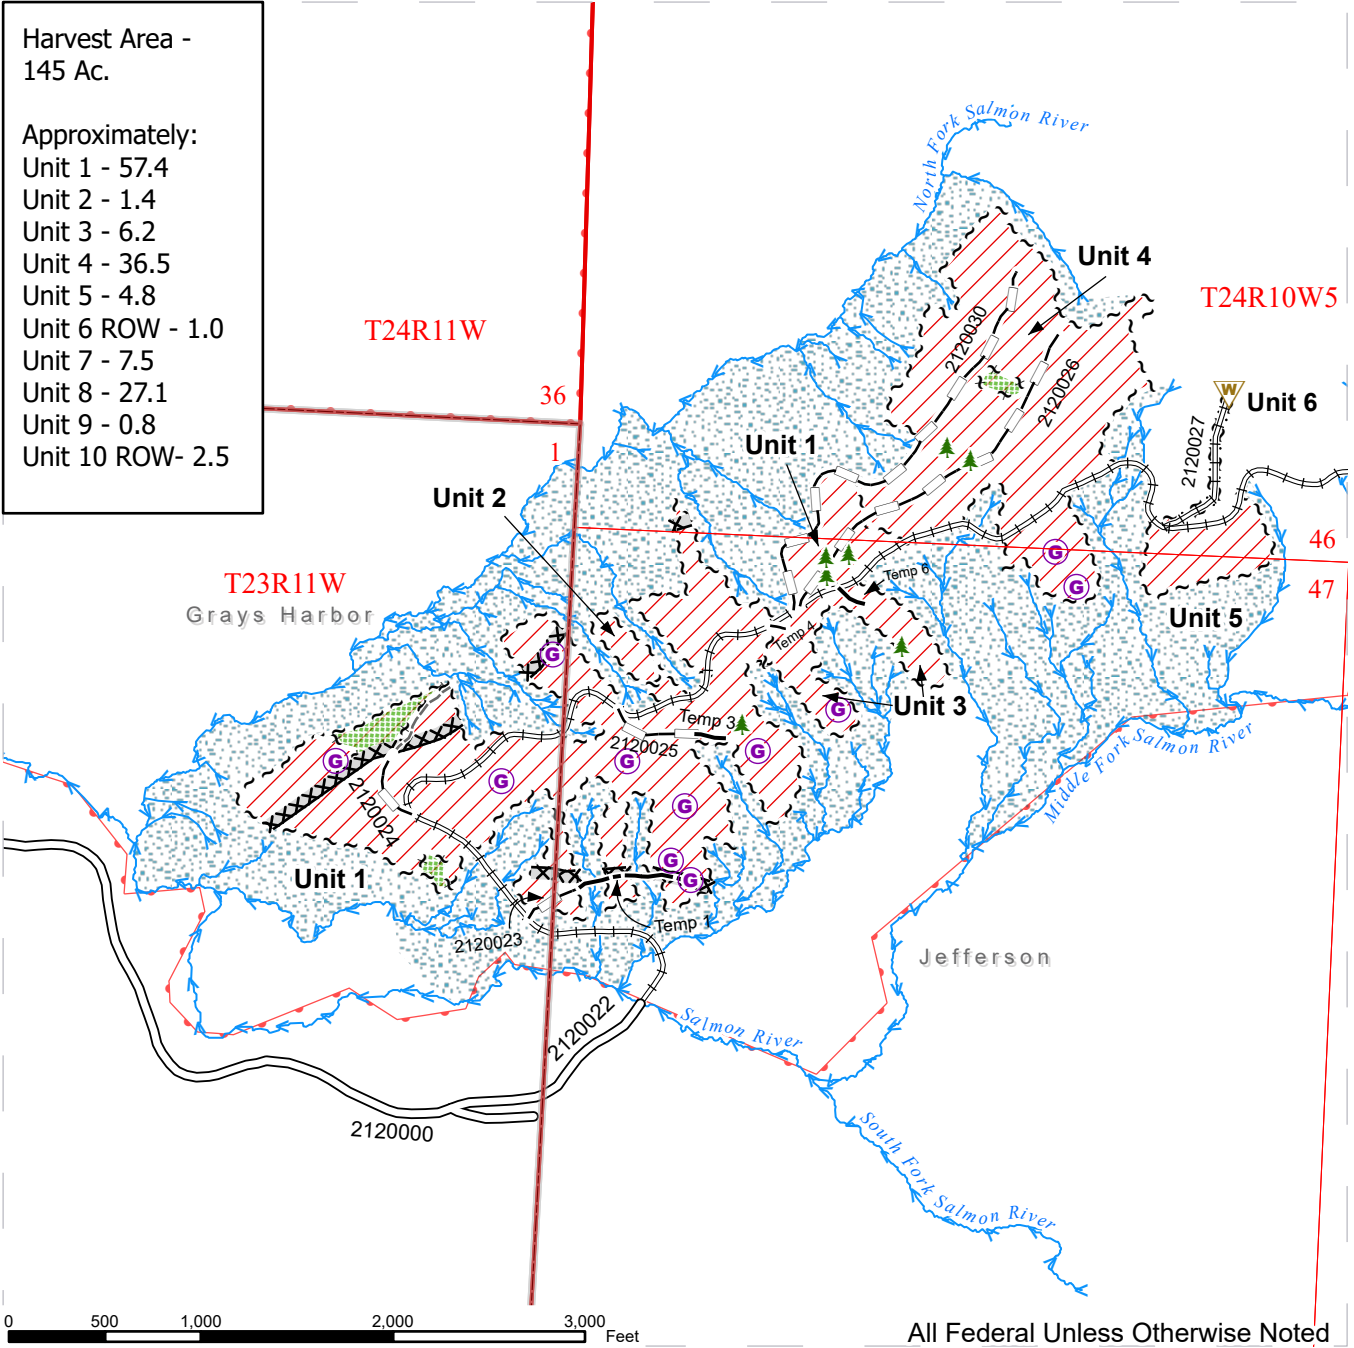 Harvest Area -
145 Ac.
Approximately:
Unit 1 - 57.4
Unit 2 - 1.4
Unit 3 - 6.2
Unit 4 - 36.5
Unit 5 - 4.8
Unit 6 ROW - 1.0
Unit 7 - 7.5
Unit 8 - 27.1
Unit 9 - 0.8
Unit 10 ROW- 2.5
North Fork Salmon River
Unit 4
T24R10W5
T24R11W
2120030
2120026
36
W
Unit 6
2120027
1
Unit 1
Unit 2
46
47
T23R11W
Grays Harbor
G
G
Temp 6
Temp 4
Unit 5
G
Unit 3
G
Temp 3
2120025
G
G
G
G
Middle Fork Salmon River
2120024
G
G
G
Unit 1
Temp 1
2120023
Jefferson
2120022
Salmon River
2120000
South Fork Salmon River
0 500 1,000 2,000 3,000
Feet
All Federal Unless Otherwise Noted